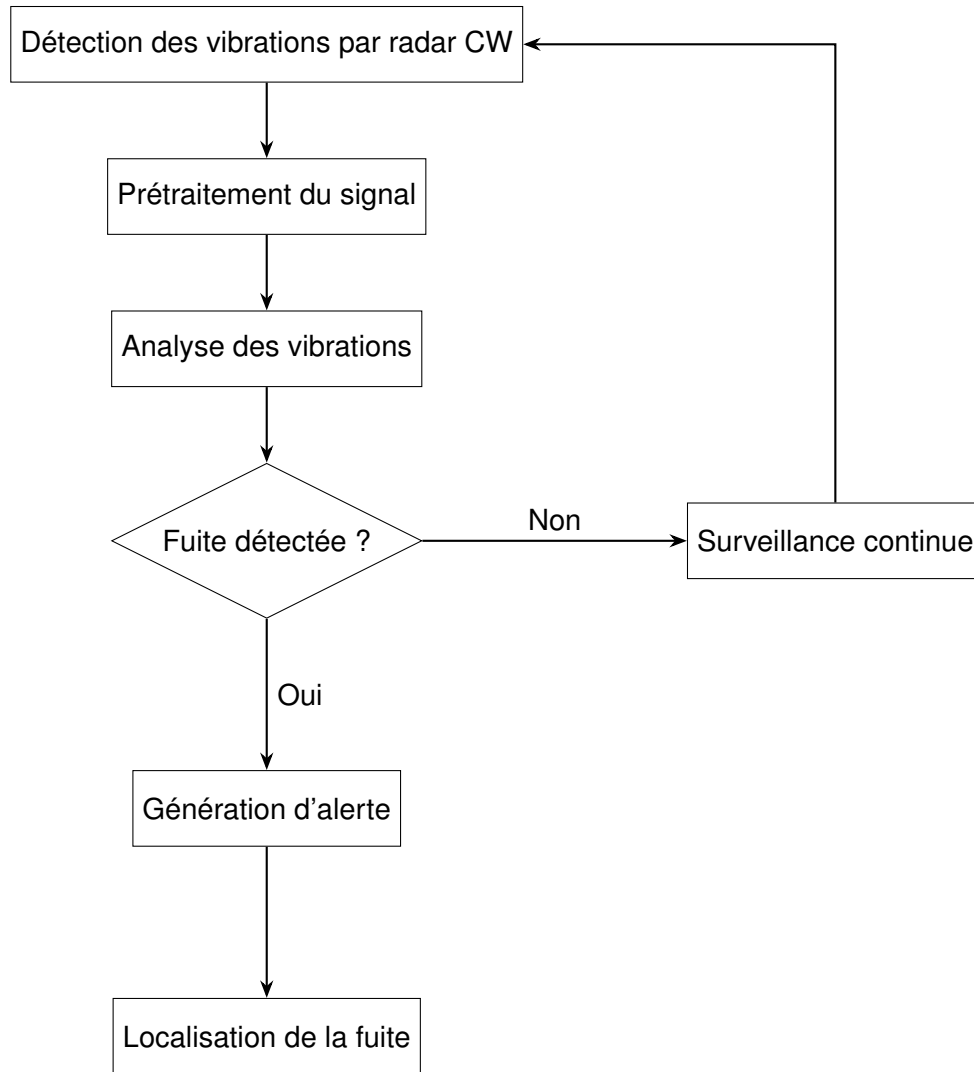 Détection des vibrations par radar CW
Prétraitement du signal
Analyse des vibrations
Fuite détectée ?
Non
Surveillance continue
Oui
Génération d’alerte
Localisation de la fuite